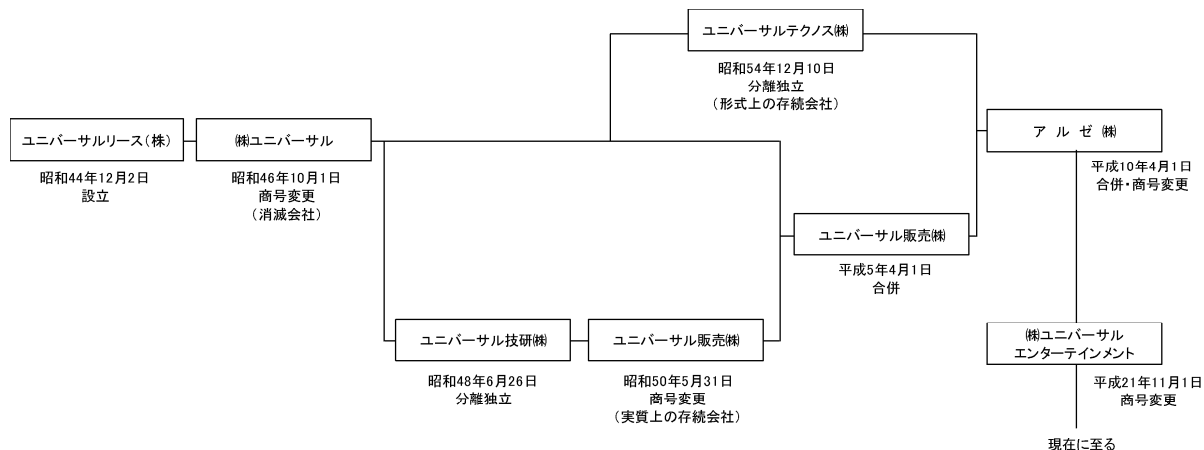 ユニバーサルテクノス㈱
昭和54年12月10日
分離独立
（形式上の存続会社）
ユニバーサルリース（株）
昭和44年12月2日
設立
㈱ユニバーサル
昭和46年10月1日
商号変更
（消滅会社）
ア ル ゼ ㈱
平成10年4月1日
合併・商号変更
ユニバーサル販売㈱
平成5年4月1日
合併
ユニバーサル技研㈱
昭和48年6月26日
分離独立
ユニバーサル販売㈱
昭和50年5月31日
商号変更
（実質上の存続会社）
㈱ユニバーサル
エンターテインメント
平成21年11月1日
商号変更
現在に至る